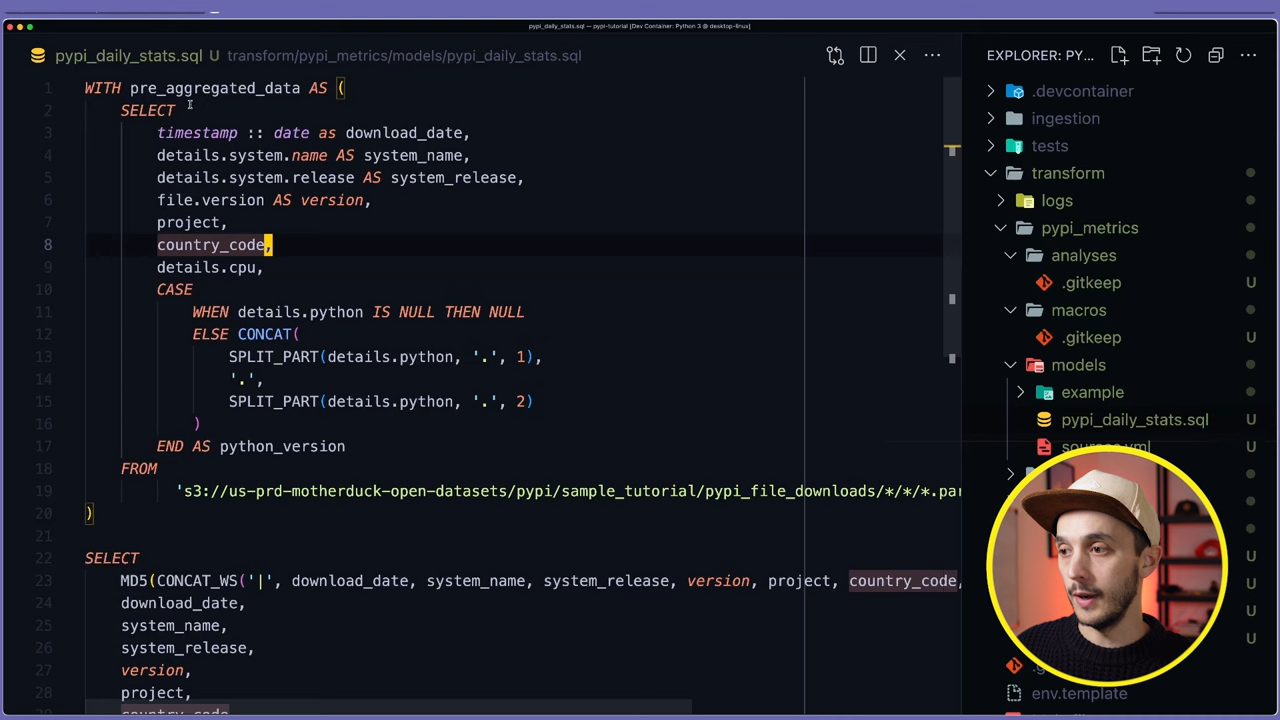 pypi_daily_stats.sql — pypi-tutorial [Dev Container: Python 3 @ desktop-linux]
pypi_daily_stats.sql U transform/pypi_metrics/models/pypi_daily_stats.sql
1 WITH pre_aggregated_data AS (
2 SELECT
3 timestamp :: date as download_date,
4 details.system.name AS system_name,
5 details.system.release AS system_release,
6 file.version AS version,
7 project,
8 country_code,
9 details.cpu,
10 CASE
11 WHEN details.python IS NULL THEN NULL
12 ELSE CONCAT(
13 SPLIT_PART(details.python, '.', 1),
14 '.',
15 SPLIT_PART(details.python, '.', 2)
16 )
17 END AS python_version
18 FROM
19 's3://us-prd-motherduck-open-datasets/pypi/sample_tutorial/pypi_file_downloads/*/*/*.par
20 )
21
22 SELECT
23 MD5(CONCAT_WS('|', download_date, system_name, system_release, version, project, country_code,
24 download_date,
25 system_name,
26 system_release,
27 version,
28 project,
country_code
EXPLORER: PY...
.devcontainer
ingestion
tests
transform
logs
pypi_metrics
analyses
.gitkeep U
macros
.gitkeep U
models
example
pypi_daily_stats.sql U
sources.yml U
U
U
U
U
env.template